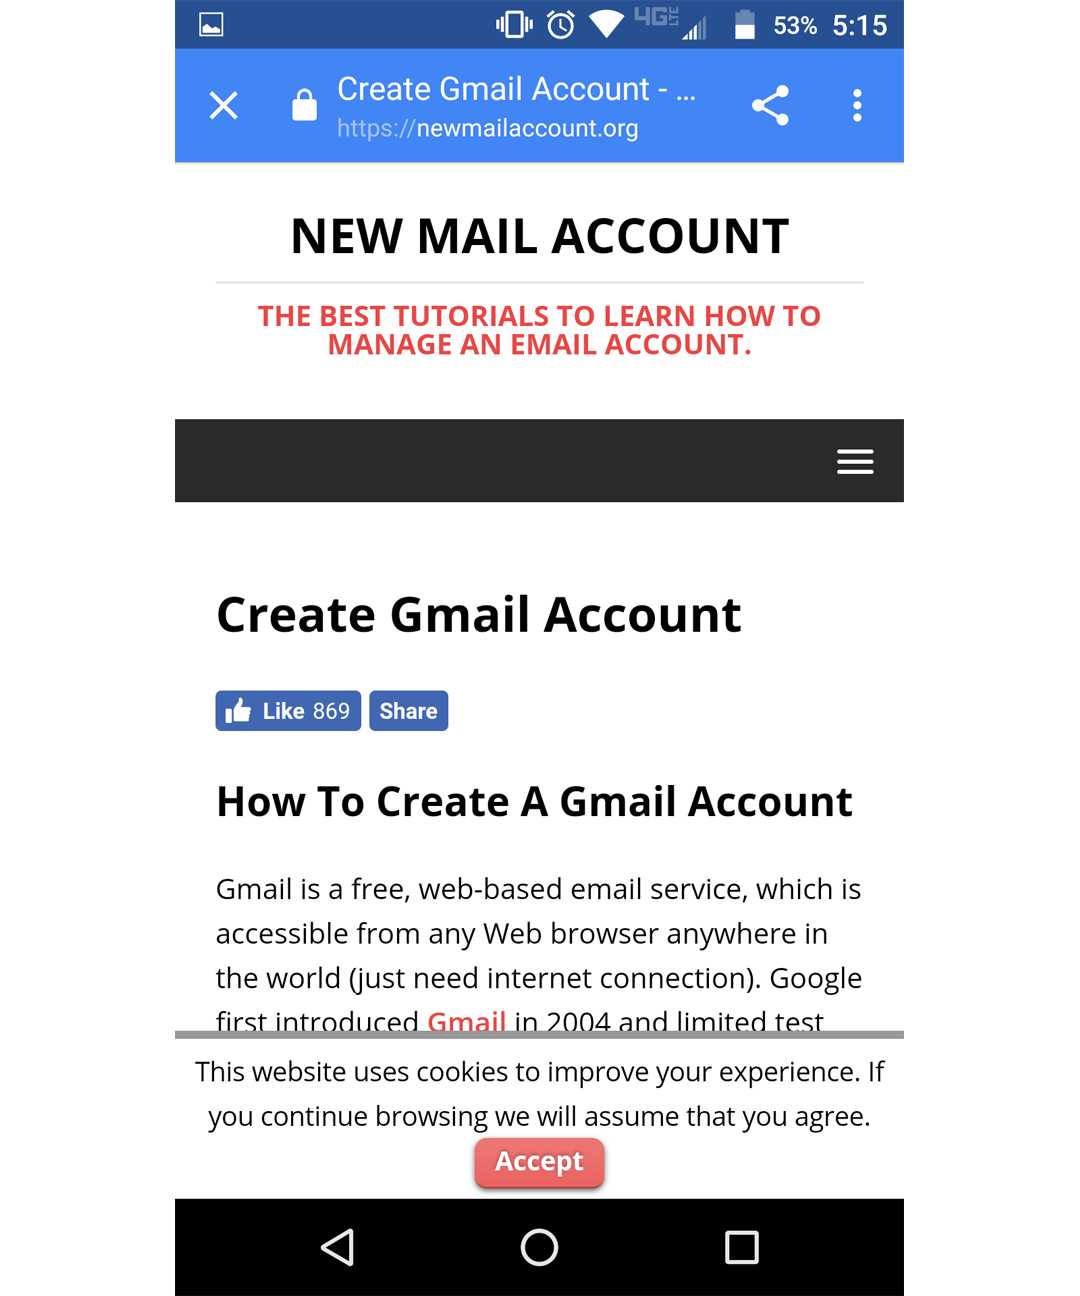 4G LTE 53% 5:15
Create Gmail Account - ...
https://newmailaccount.org
NEW MAIL ACCOUNT
THE BEST TUTORIALS TO LEARN HOW TO
MANAGE AN EMAIL ACCOUNT.
Create Gmail Account
Like 869 Share
How To Create A Gmail Account
Gmail is a free, web-based email service, which is
accessible from any Web browser anywhere in
the world (just need internet connection). Google
first introduced Gmail in 2004 and limited test
This website uses cookies to improve your experience. If
you continue browsing we will assume that you agree.
Accept